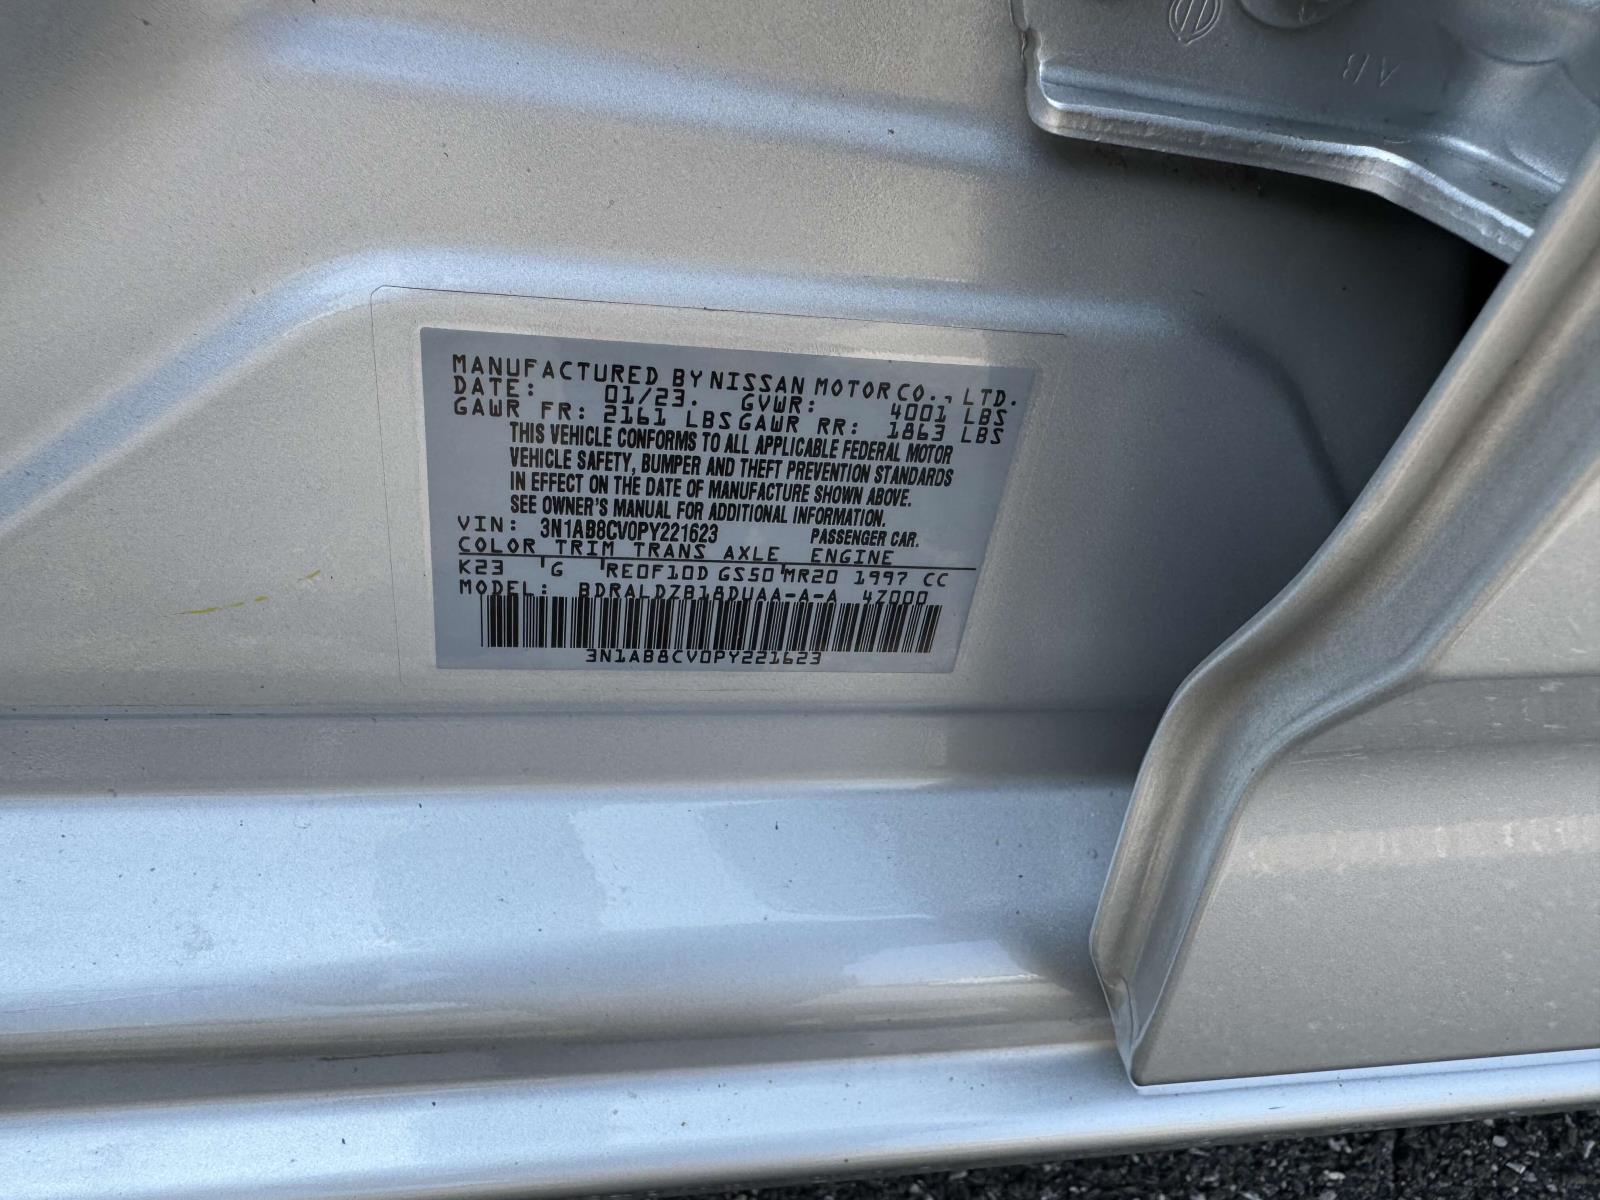 AB
MANUFACTURED BY NISSAN MOTOR CO., LTD.
DATE: 01/23. GVWR: 4001 LBS
GAWR FR: 2161 LBS GAWR RR: 1863 LBS
THIS VEHICLE CONFORMS TO ALL APPLICABLE FEDERAL MOTOR
VEHICLE SAFETY, BUMPER AND THEFT PREVENTION STANDARDS
IN EFFECT ON THE DATE OF MANUFACTURE SHOWN ABOVE.
SEE OWNER'S MANUAL FOR ADDITIONAL INFORMATION.
VIN: 3N1AB8CV0PY221623 PASSENGER CAR.
COLOR TRIM TRANS AXLE ENGINE
K23 G RE0F10D GS50 MR20 1997 CC
MODEL: BDRALDZB18DUAA-A-A 4Z000
3N1AB8CV0PY221623